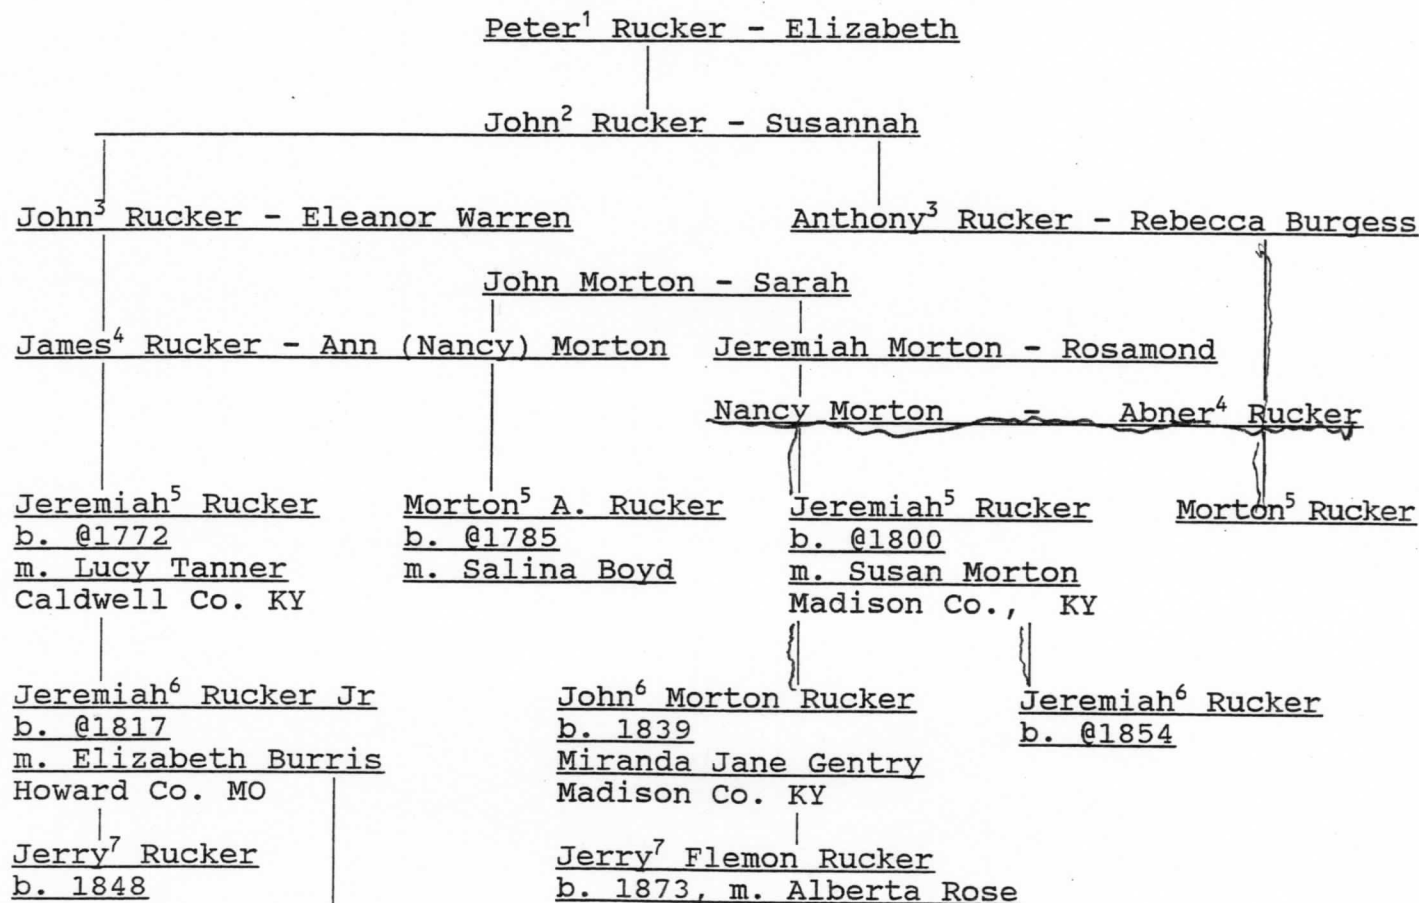 Peter¹ Rucker - Elizabeth
John² Rucker - Susannah
John³ Rucker - Eleanor Warren
Anthony³ Rucker - Rebecca Burgess
John Morton - Sarah
James⁴ Rucker - Ann (Nancy) Morton
Jeremiah Morton - Rosamond
Nancy Morton - Abner⁴ Rucker
Jeremiah⁵ Rucker
b. @1772
m. Lucy Tanner
Caldwell Co. KY
Morton⁵ A. Rucker
b. @1785
m. Salina Boyd
Jeremiah⁵ Rucker
b. @1800
m. Susan Morton
Madison Co., KY
Morton⁵ Rucker
Jeremiah⁶ Rucker Jr
b. @1817
m. Elizabeth Burris
Howard Co. MO
John⁶ Morton Rucker
b. 1839
Miranda Jane Gentry
Madison Co. KY
Jeremiah⁶ Rucker
b. @1854
Jerry⁷ Rucker
b. 1848
Jerry⁷ Flemon Rucker
b. 1873, m. Alberta Rose